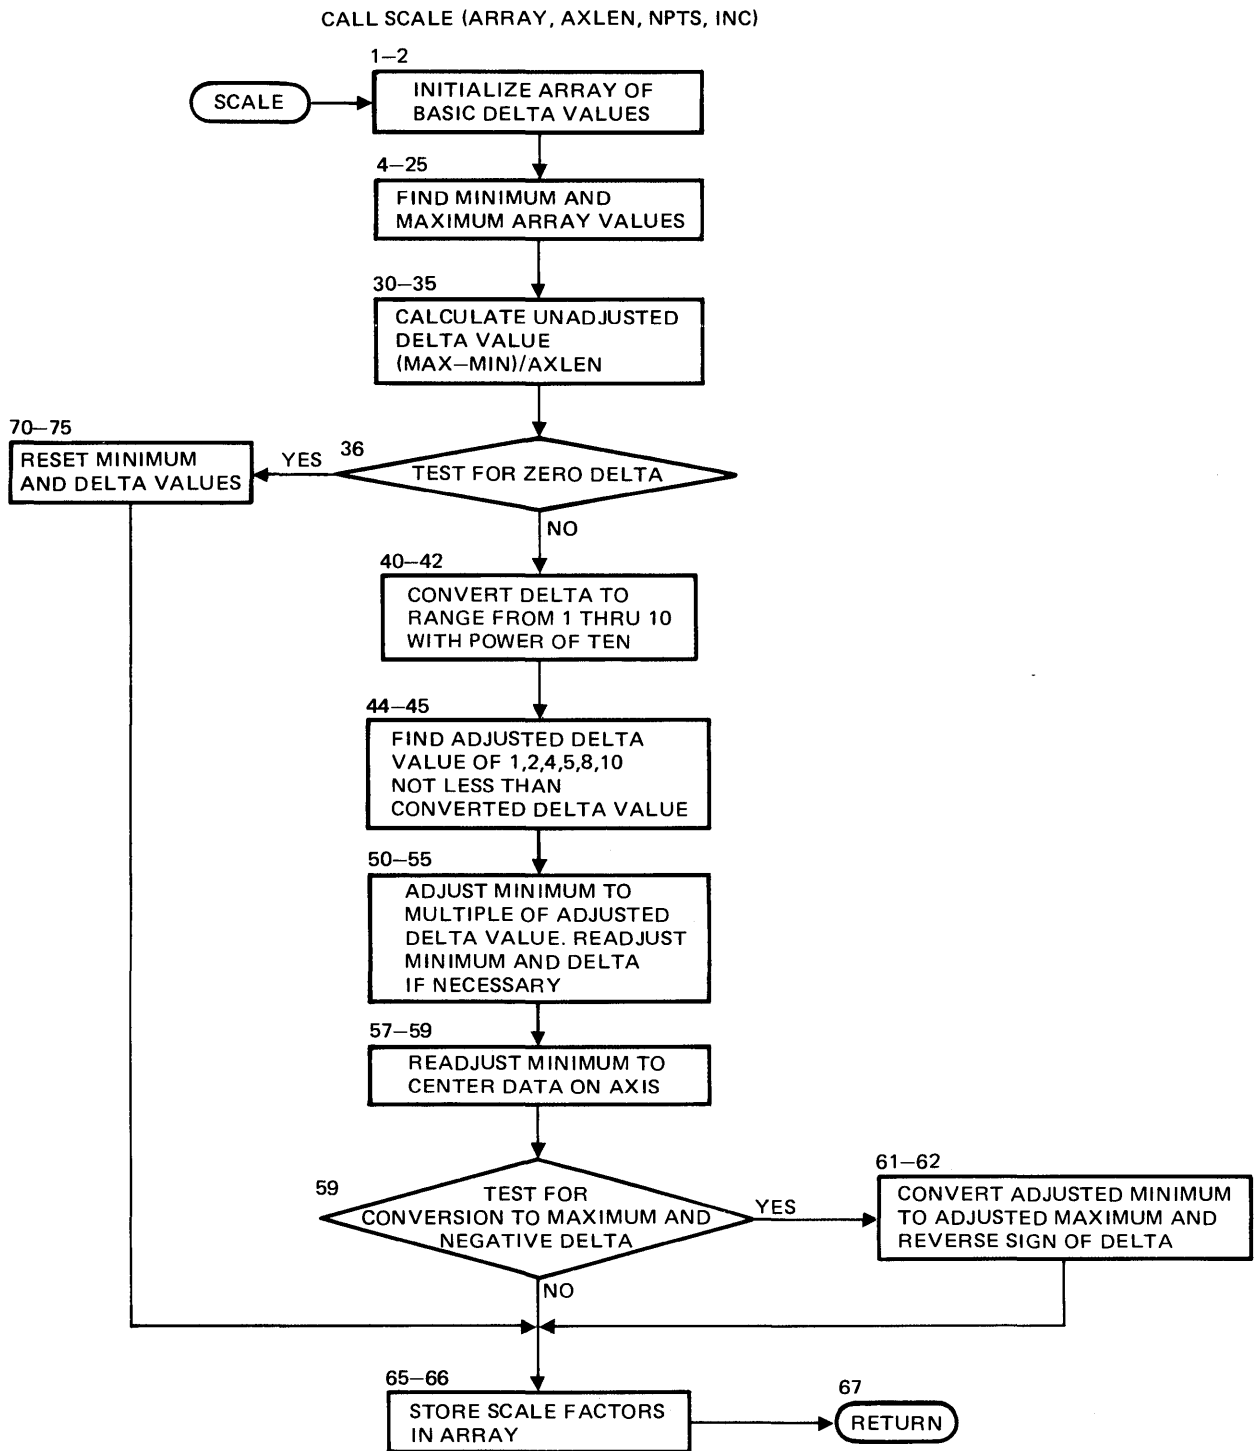 CALL SCALE (ARRAY, AXLEN, NPTS, INC)
1–2
SCALE
INITIALIZE ARRAY OF
BASIC DELTA VALUES
4–25
FIND MINIMUM AND
MAXIMUM ARRAY VALUES
30–35
CALCULATE UNADJUSTED
DELTA VALUE
(MAX–MIN)/AXLEN
70–75
RESET MINIMUM
AND DELTA VALUES
YES
36
TEST FOR ZERO DELTA
NO
40–42
CONVERT DELTA TO
RANGE FROM 1 THRU 10
WITH POWER OF TEN
44–45
FIND ADJUSTED DELTA
VALUE OF 1,2,4,5,8,10
NOT LESS THAN
CONVERTED DELTA VALUE
50–55
ADJUST MINIMUM TO
MULTIPLE OF ADJUSTED
DELTA VALUE. READJUST
MINIMUM AND DELTA
IF NECESSARY
57–59
READJUST MINIMUM TO
CENTER DATA ON AXIS
59
TEST FOR
CONVERSION TO MAXIMUM AND
NEGATIVE DELTA
YES
61–62
CONVERT ADJUSTED MINIMUM
TO ADJUSTED MAXIMUM AND
REVERSE SIGN OF DELTA
NO
65–66
STORE SCALE FACTORS
IN ARRAY
67
RETURN